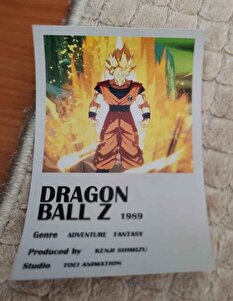 DRAGON
BALL Z 1989
Genre ADVENTURE FANTASY
Produced by KENJI SHIMIZU
Studio TOEI ANIMATION